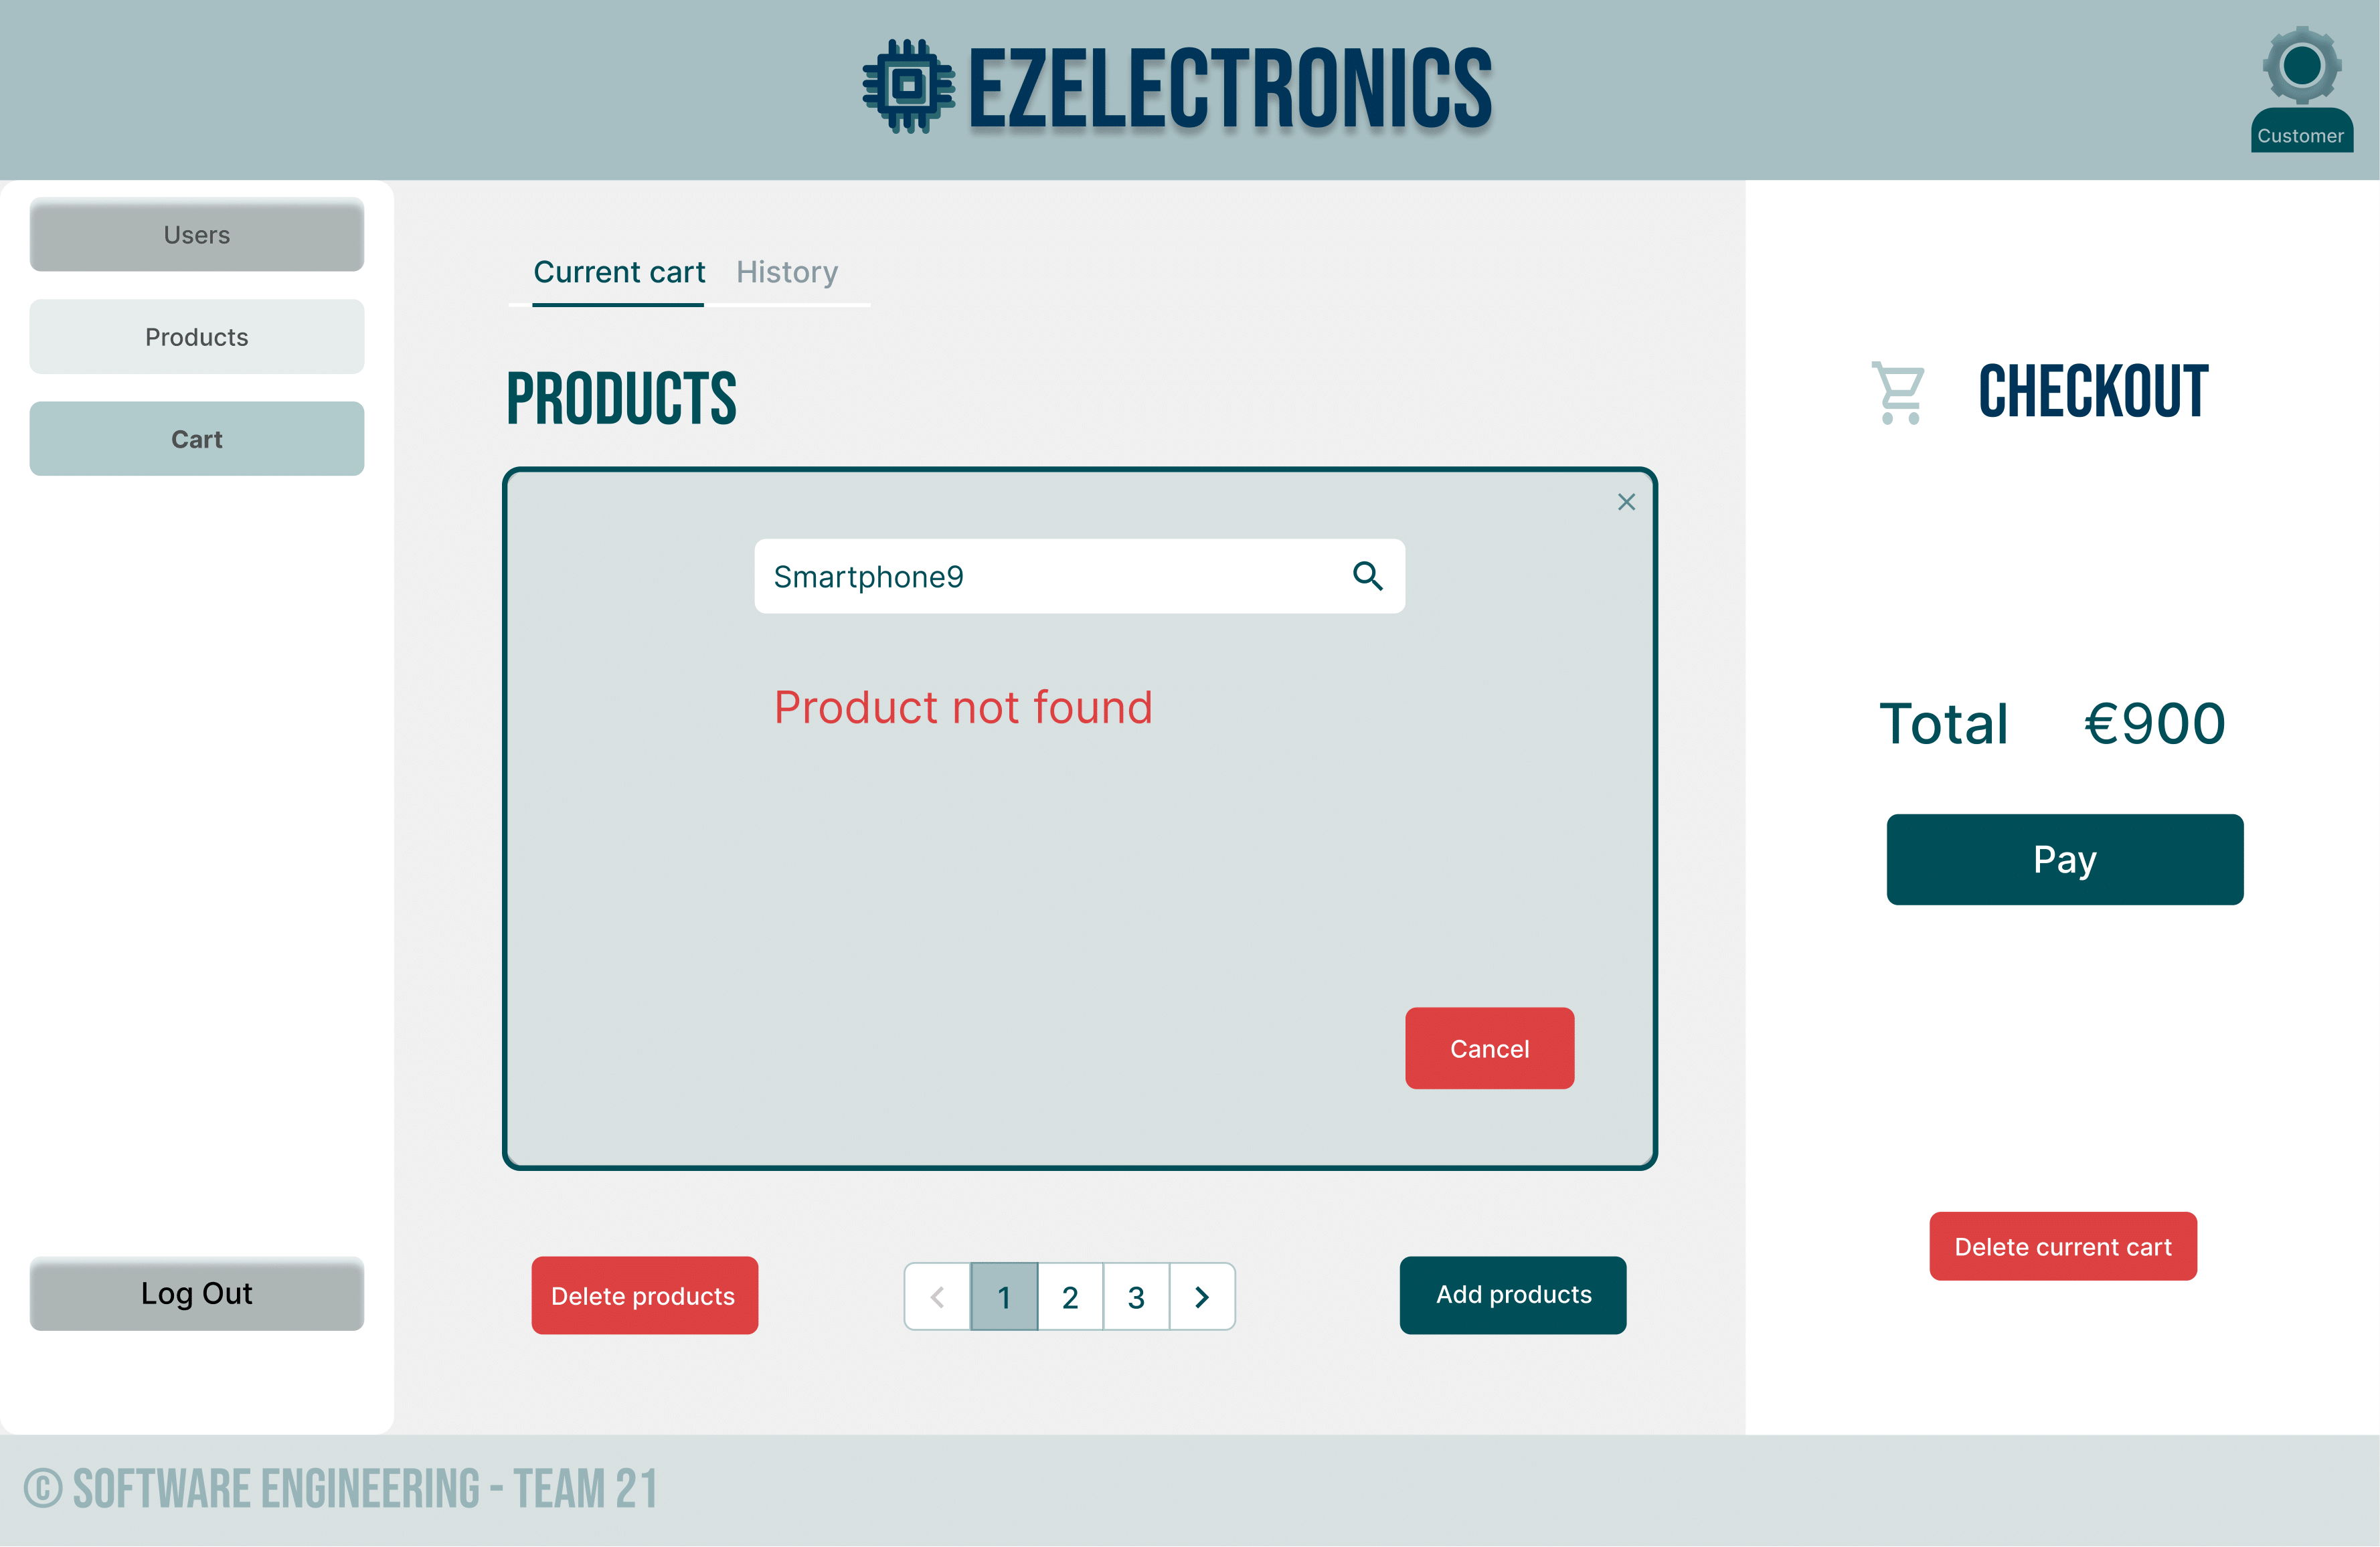 EZELECTRONICS
Customer
Users
Products
Cart
Log Out
Current cart History
PRODUCTS
Smartphone9
Product not found
Cancel
Delete products
1 2 3
Add products
CHECKOUT
Total €900
Pay
Delete current cart
© SOFTWARE ENGINEERING - TEAM 21